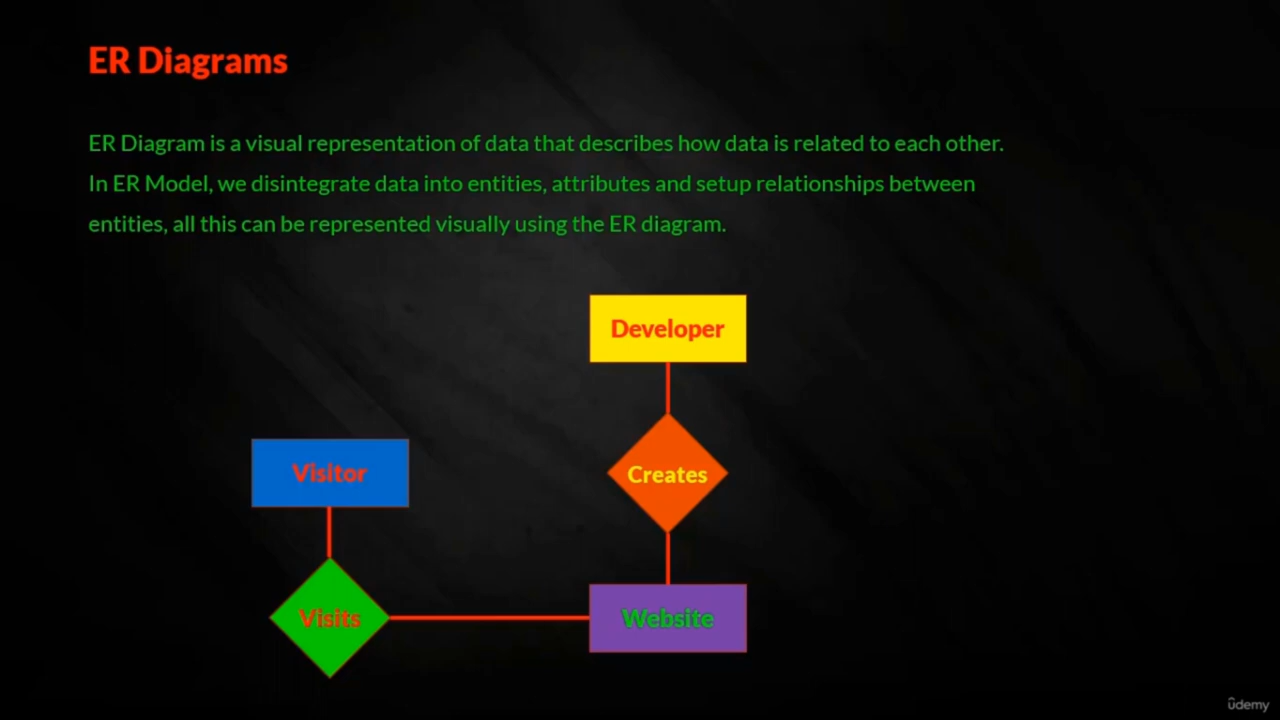 ER Diagrams
ER Diagram is a visual representation of data that describes how data is related to each other.
In ER Model, we disintegrate data into entities, attributes and setup relationships between
entities, all this can be represented visually using the ER diagram.
Developer
Visitor
Creates
Visits
Website
ûdemy